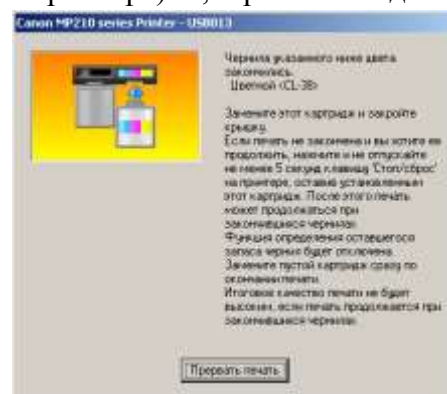 Canon MP210 series Printer - USB013
Чернила указанного ниже цвета
закончились.
Цветной <CL-38>
Замените этот картридж и закройте
крышку.
Если печать не закончена и вы хотите ее
продолжить, нажмите и не отпускайте
не менее 5 секунд клавишу 'Стоп/сброс'
на принтере, оставив установленным
этот картридж. После этого печать
может продолжаться при
закончившихся чернилах.
Функция определения оставшегося
запаса чернил будет отключена.
Замените пустой картридж сразу по
окончании печати.
Итоговое качество печати не будет
высоким, если печать продолжается при
закончившихся чернилах.
Прервать печать